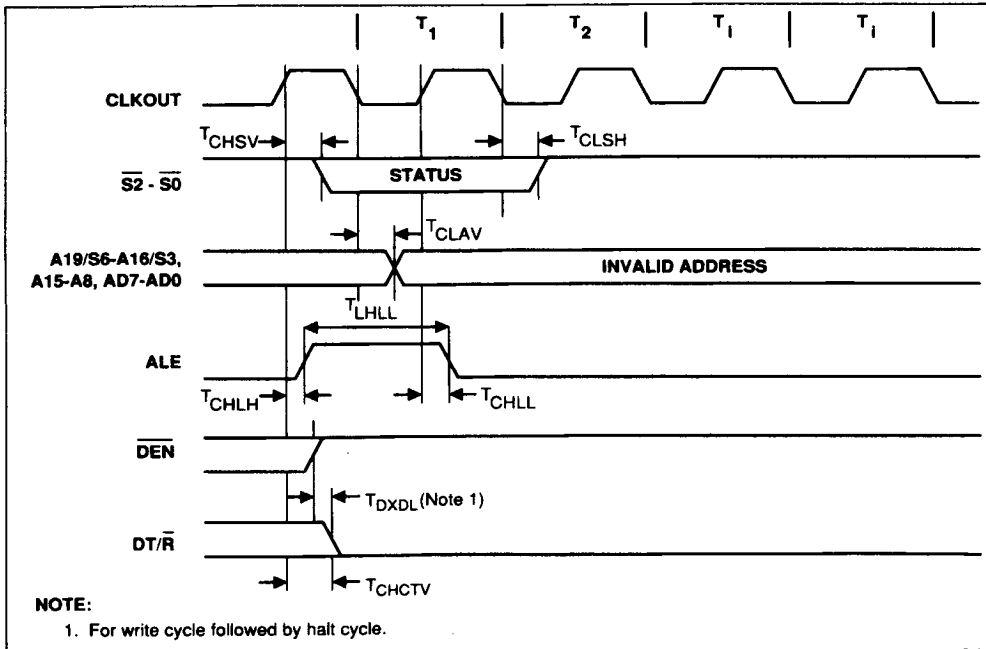 T1 T2 Ti Ti
CLKOUT
TCHSV TCLSH
S2 - S0 STATUS
TCLAV
A19/S6-A16/S3,
A15-A8, AD7-AD0 INVALID ADDRESS
TLHLL
ALE
TCHLH TCHLL
DEN
TDXDL (Note 1)
DT/R
TCHCTV
NOTE:
1. For write cycle followed by halt cycle.